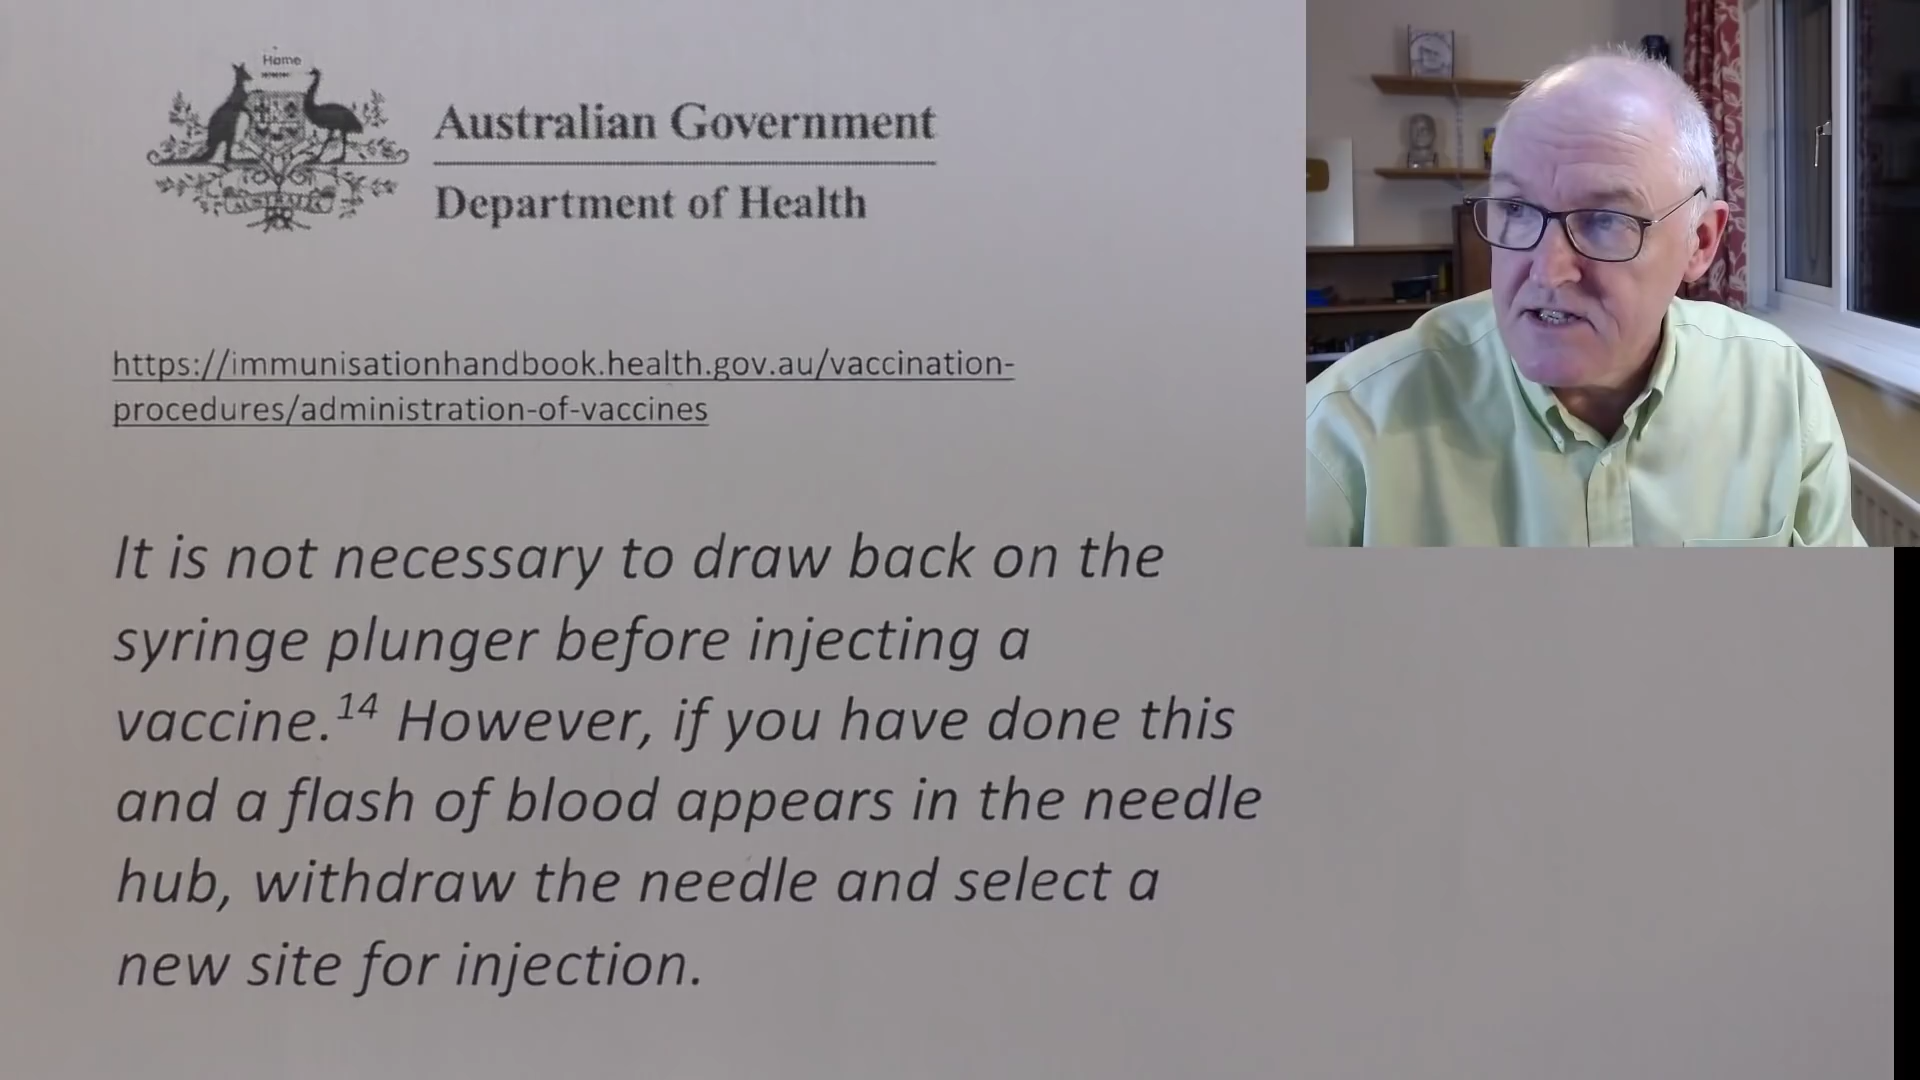 Home
Australian Government
Department of Health
https://immunisationhandbook.health.gov.au/vaccination-
procedures/administration-of-vaccines
It is not necessary to draw back on the
syringe plunger before injecting a
vaccine.14 However, if you have done this
and a flash of blood appears in the needle
hub, withdraw the needle and select a
new site for injection.